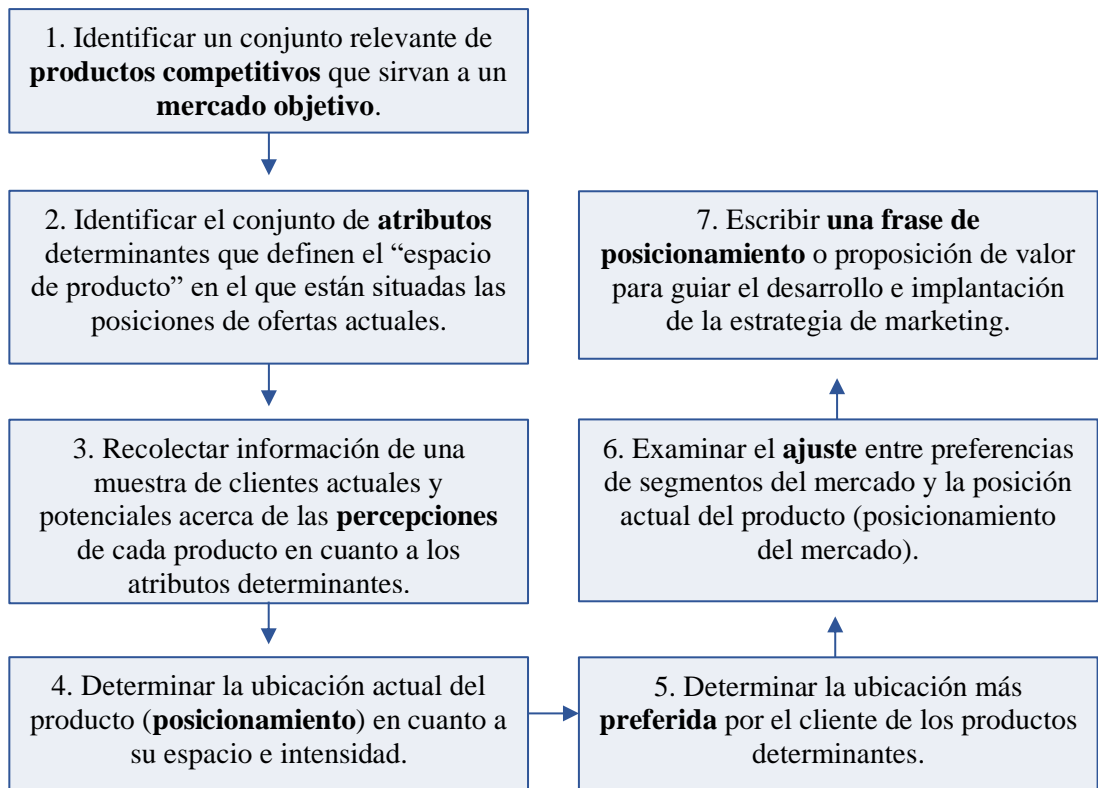 1. Identificar un conjunto relevante de
productos competitivos que sirvan a un
mercado objetivo.
2. Identificar el conjunto de atributos
determinantes que definen el “espacio
de producto” en el que están situadas las
posiciones de ofertas actuales.
3. Recolectar información de una
muestra de clientes actuales y
potenciales acerca de las percepciones
de cada producto en cuanto a los
atributos determinantes.
4. Determinar la ubicación actual del
producto (posicionamiento) en cuanto a
su espacio e intensidad.
5. Determinar la ubicación más
preferida por el cliente de los productos
determinantes.
6. Examinar el ajuste entre preferencias
de segmentos del mercado y la posición
actual del producto (posicionamiento
del mercado).
7. Escribir una frase de
posicionamiento o proposición de valor
para guiar el desarrollo e implantación
de la estrategia de marketing.